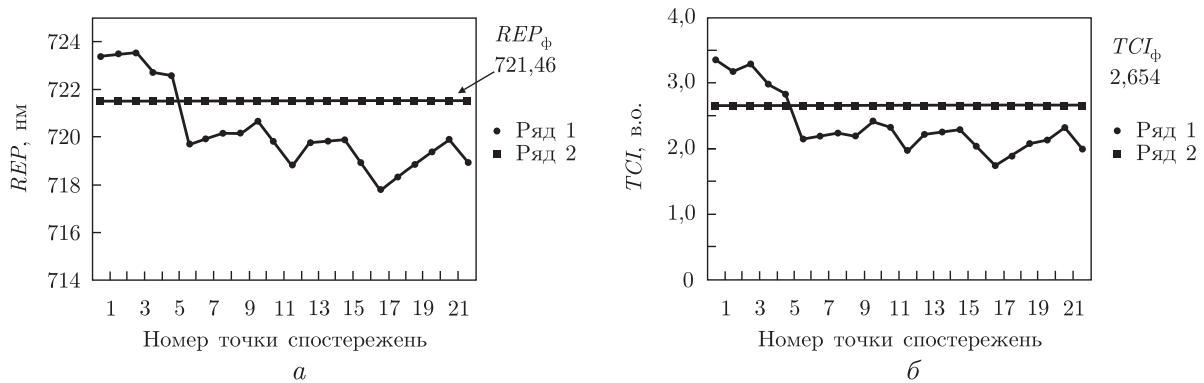 724
722
720
718
716
714
REP, нм
REPф
721,46
Ряд 1
Ряд 2
1 3 5 7 9 11 13 15 17 19 21
Номер точки спостережень
а
4,0
3,0
2,0
1,0
0
TCI, в.о.
TCIф
2,654
Ряд 1
Ряд 2
1 3 5 7 9 11 13 15 17 19 21
Номер точки спостережень
б